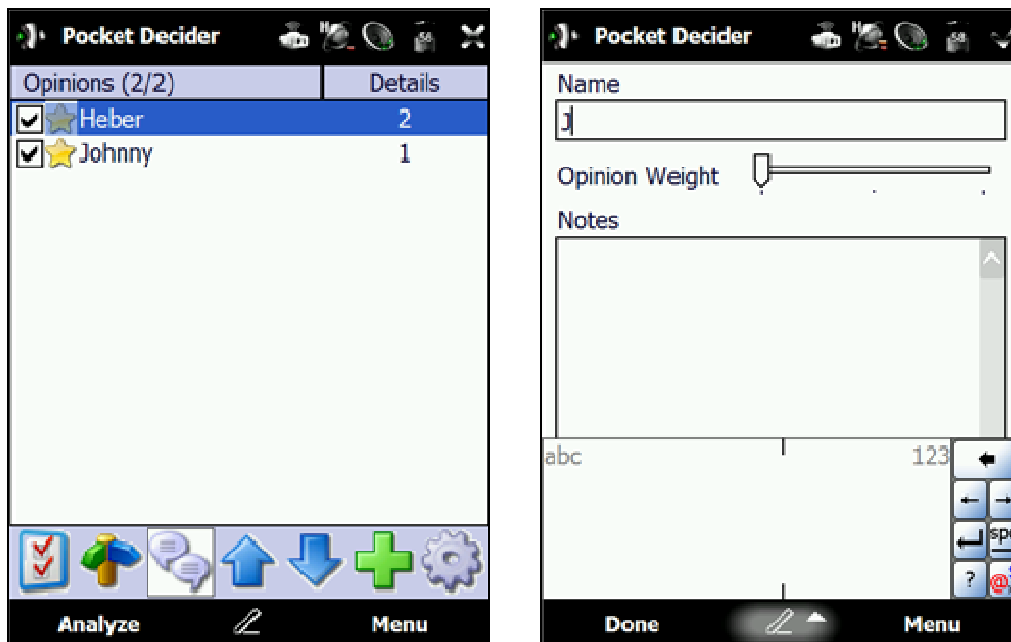 Pocket Decider
Opinions (2/2) Details
Heber 2
Johnny 1
Analyze Menu
Pocket Decider
Name
J
Opinion Weight
Notes
abc 123
?
@
Done Menu